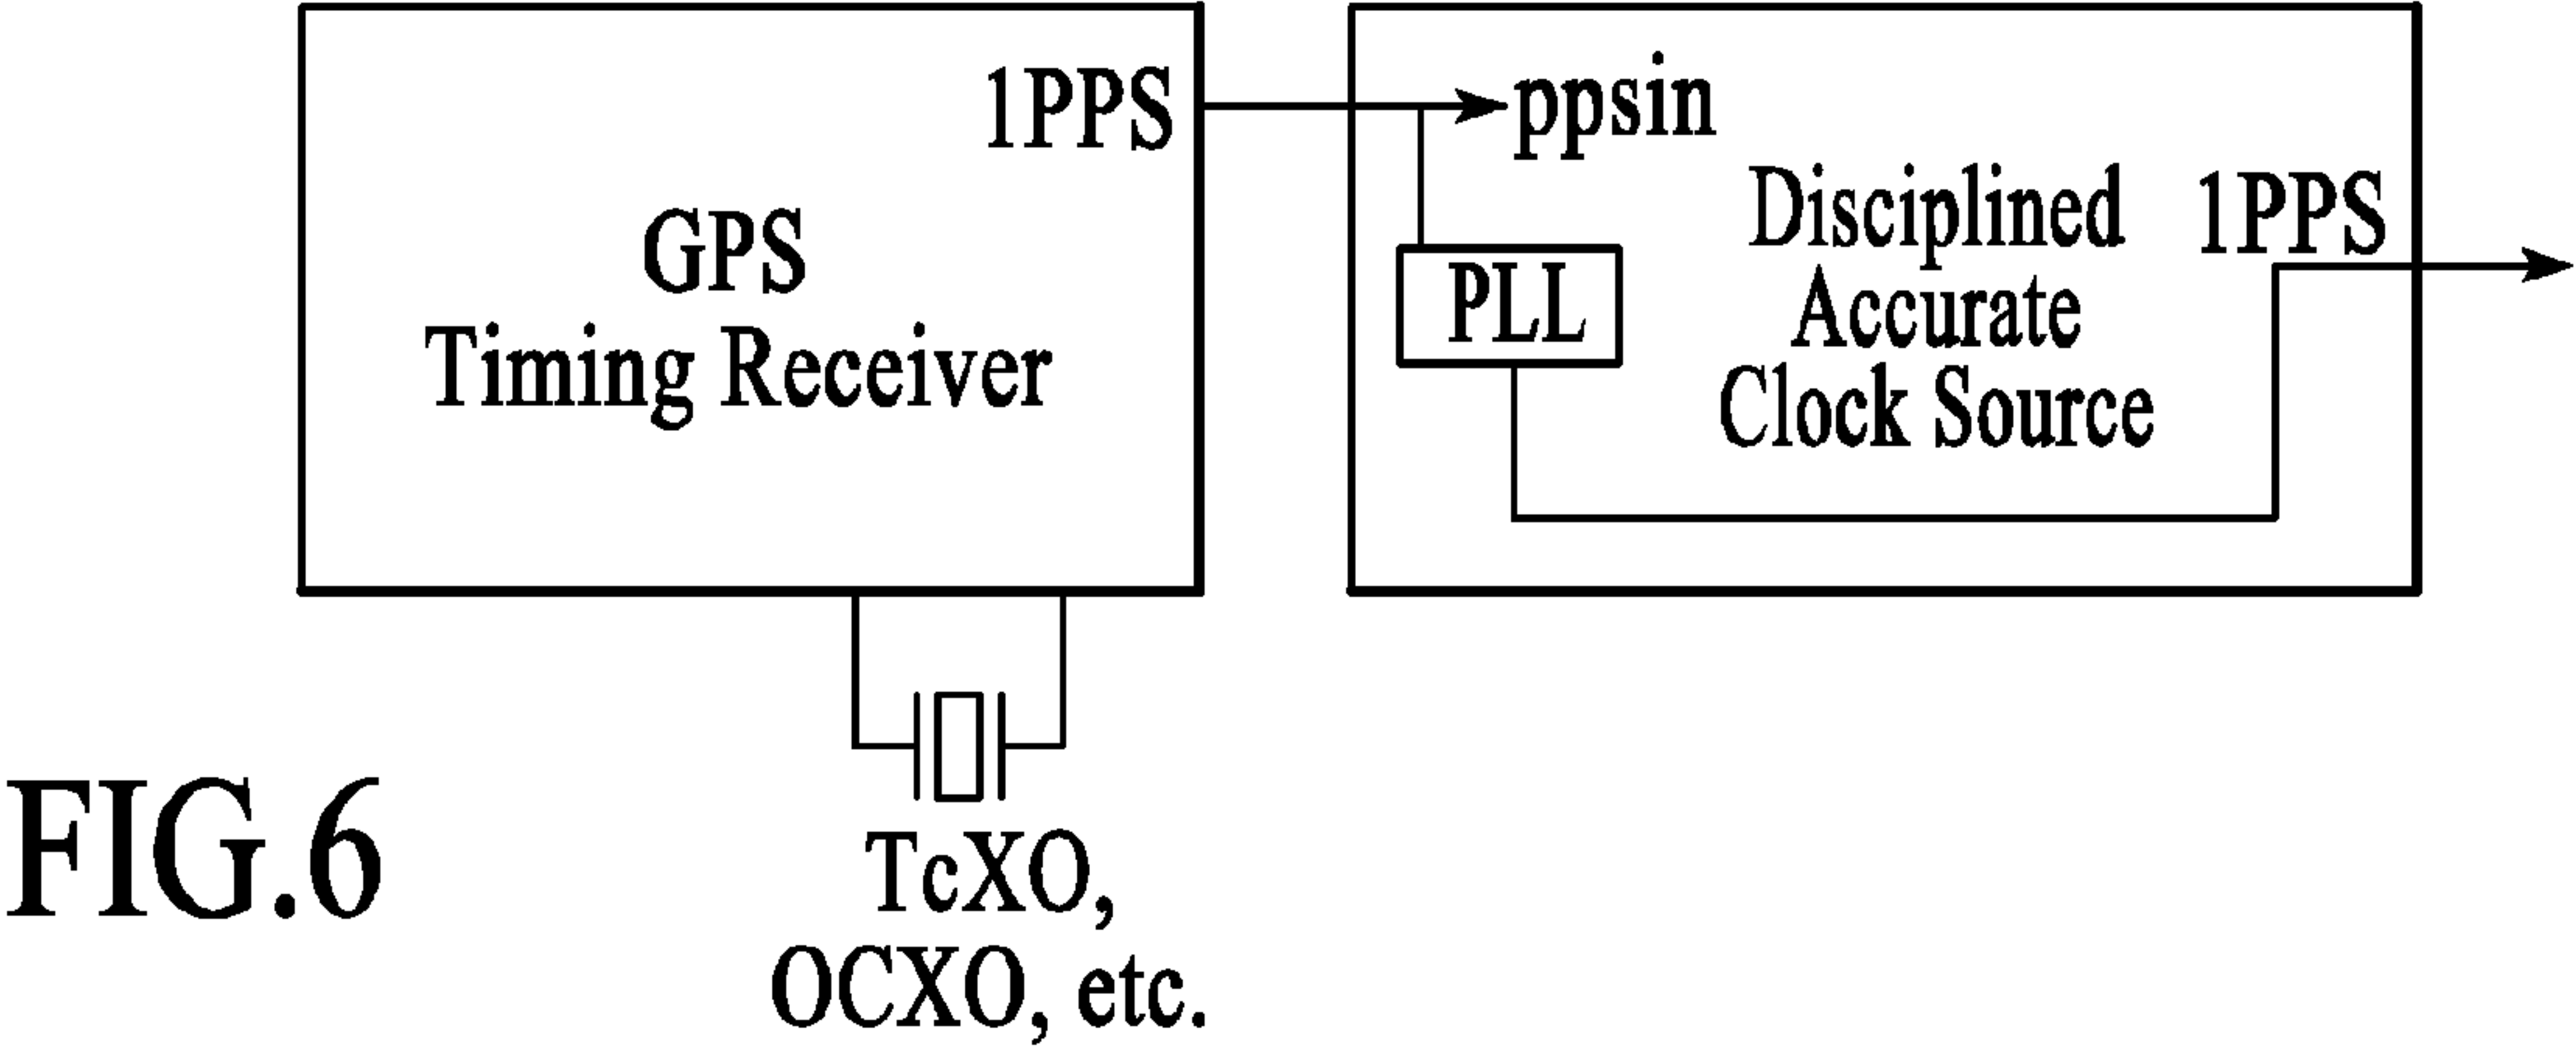 1PPS
GPS
Timing Receiver
ppsin
Disciplined
Accurate
Clock Source
1PPS
PLL
TcXO,
OCXO, etc.
FIG.6